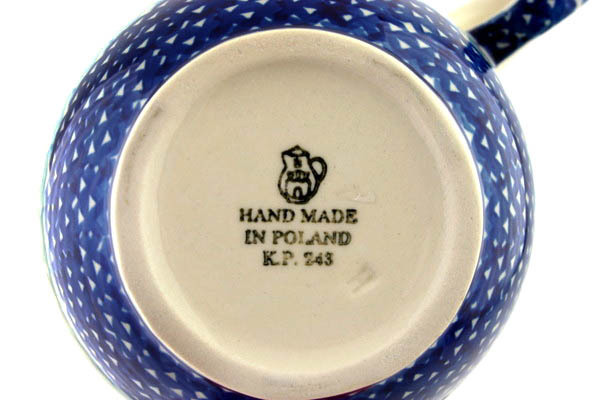 HAND MADE
IN POLAND
K.P. 243